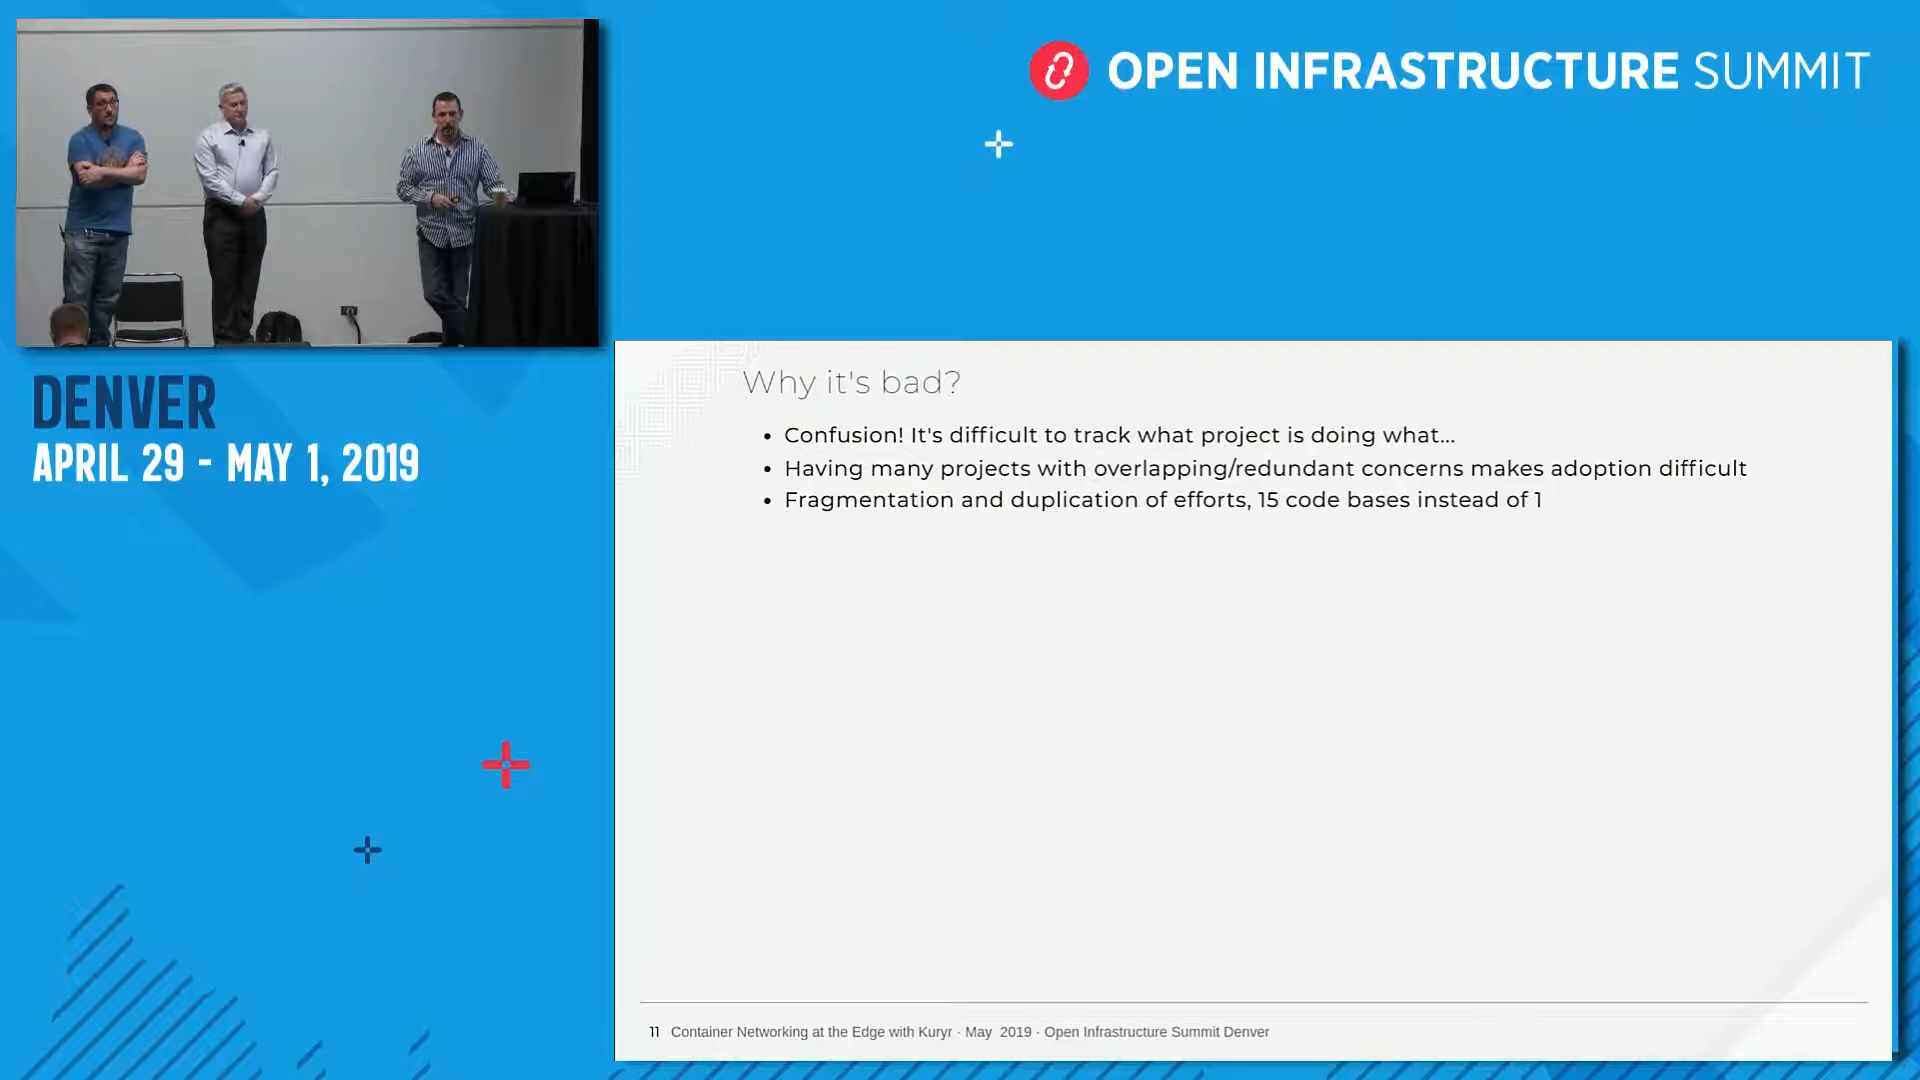 OPEN INFRASTRUCTURE SUMMIT
DENVER
APRIL 29 - MAY 1, 2019
Why it's bad?
• Confusion! It's difficult to track what project is doing what...
• Having many projects with overlapping/redundant concerns makes adoption difficult
• Fragmentation and duplication of efforts, 15 code bases instead of 1
11 Container Networking at the Edge with Kuryr · May 2019 · Open Infrastructure Summit Denver